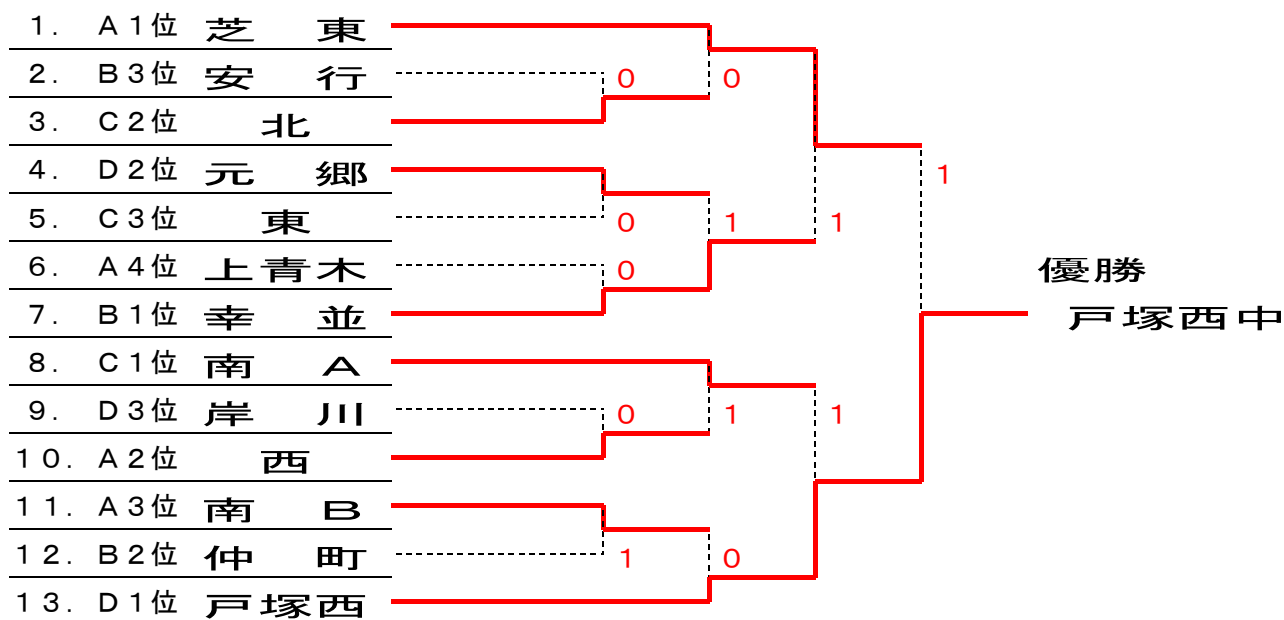 1. A1位 芝 東
2. B3位 安 行
0 0
3. C2位 北
4. D2位 元 郷
1
5. C3位 東
0 1 1
6. A4位 上青木
0
優勝
7. B1位 幸 並
戸塚西中
8. C1位 南 A
9. D3位 岸 川
0 1 1
10. A2位 西
11. A3位 南 B
12. B2位 仲 町
1 0
13. D1位 戸塚西